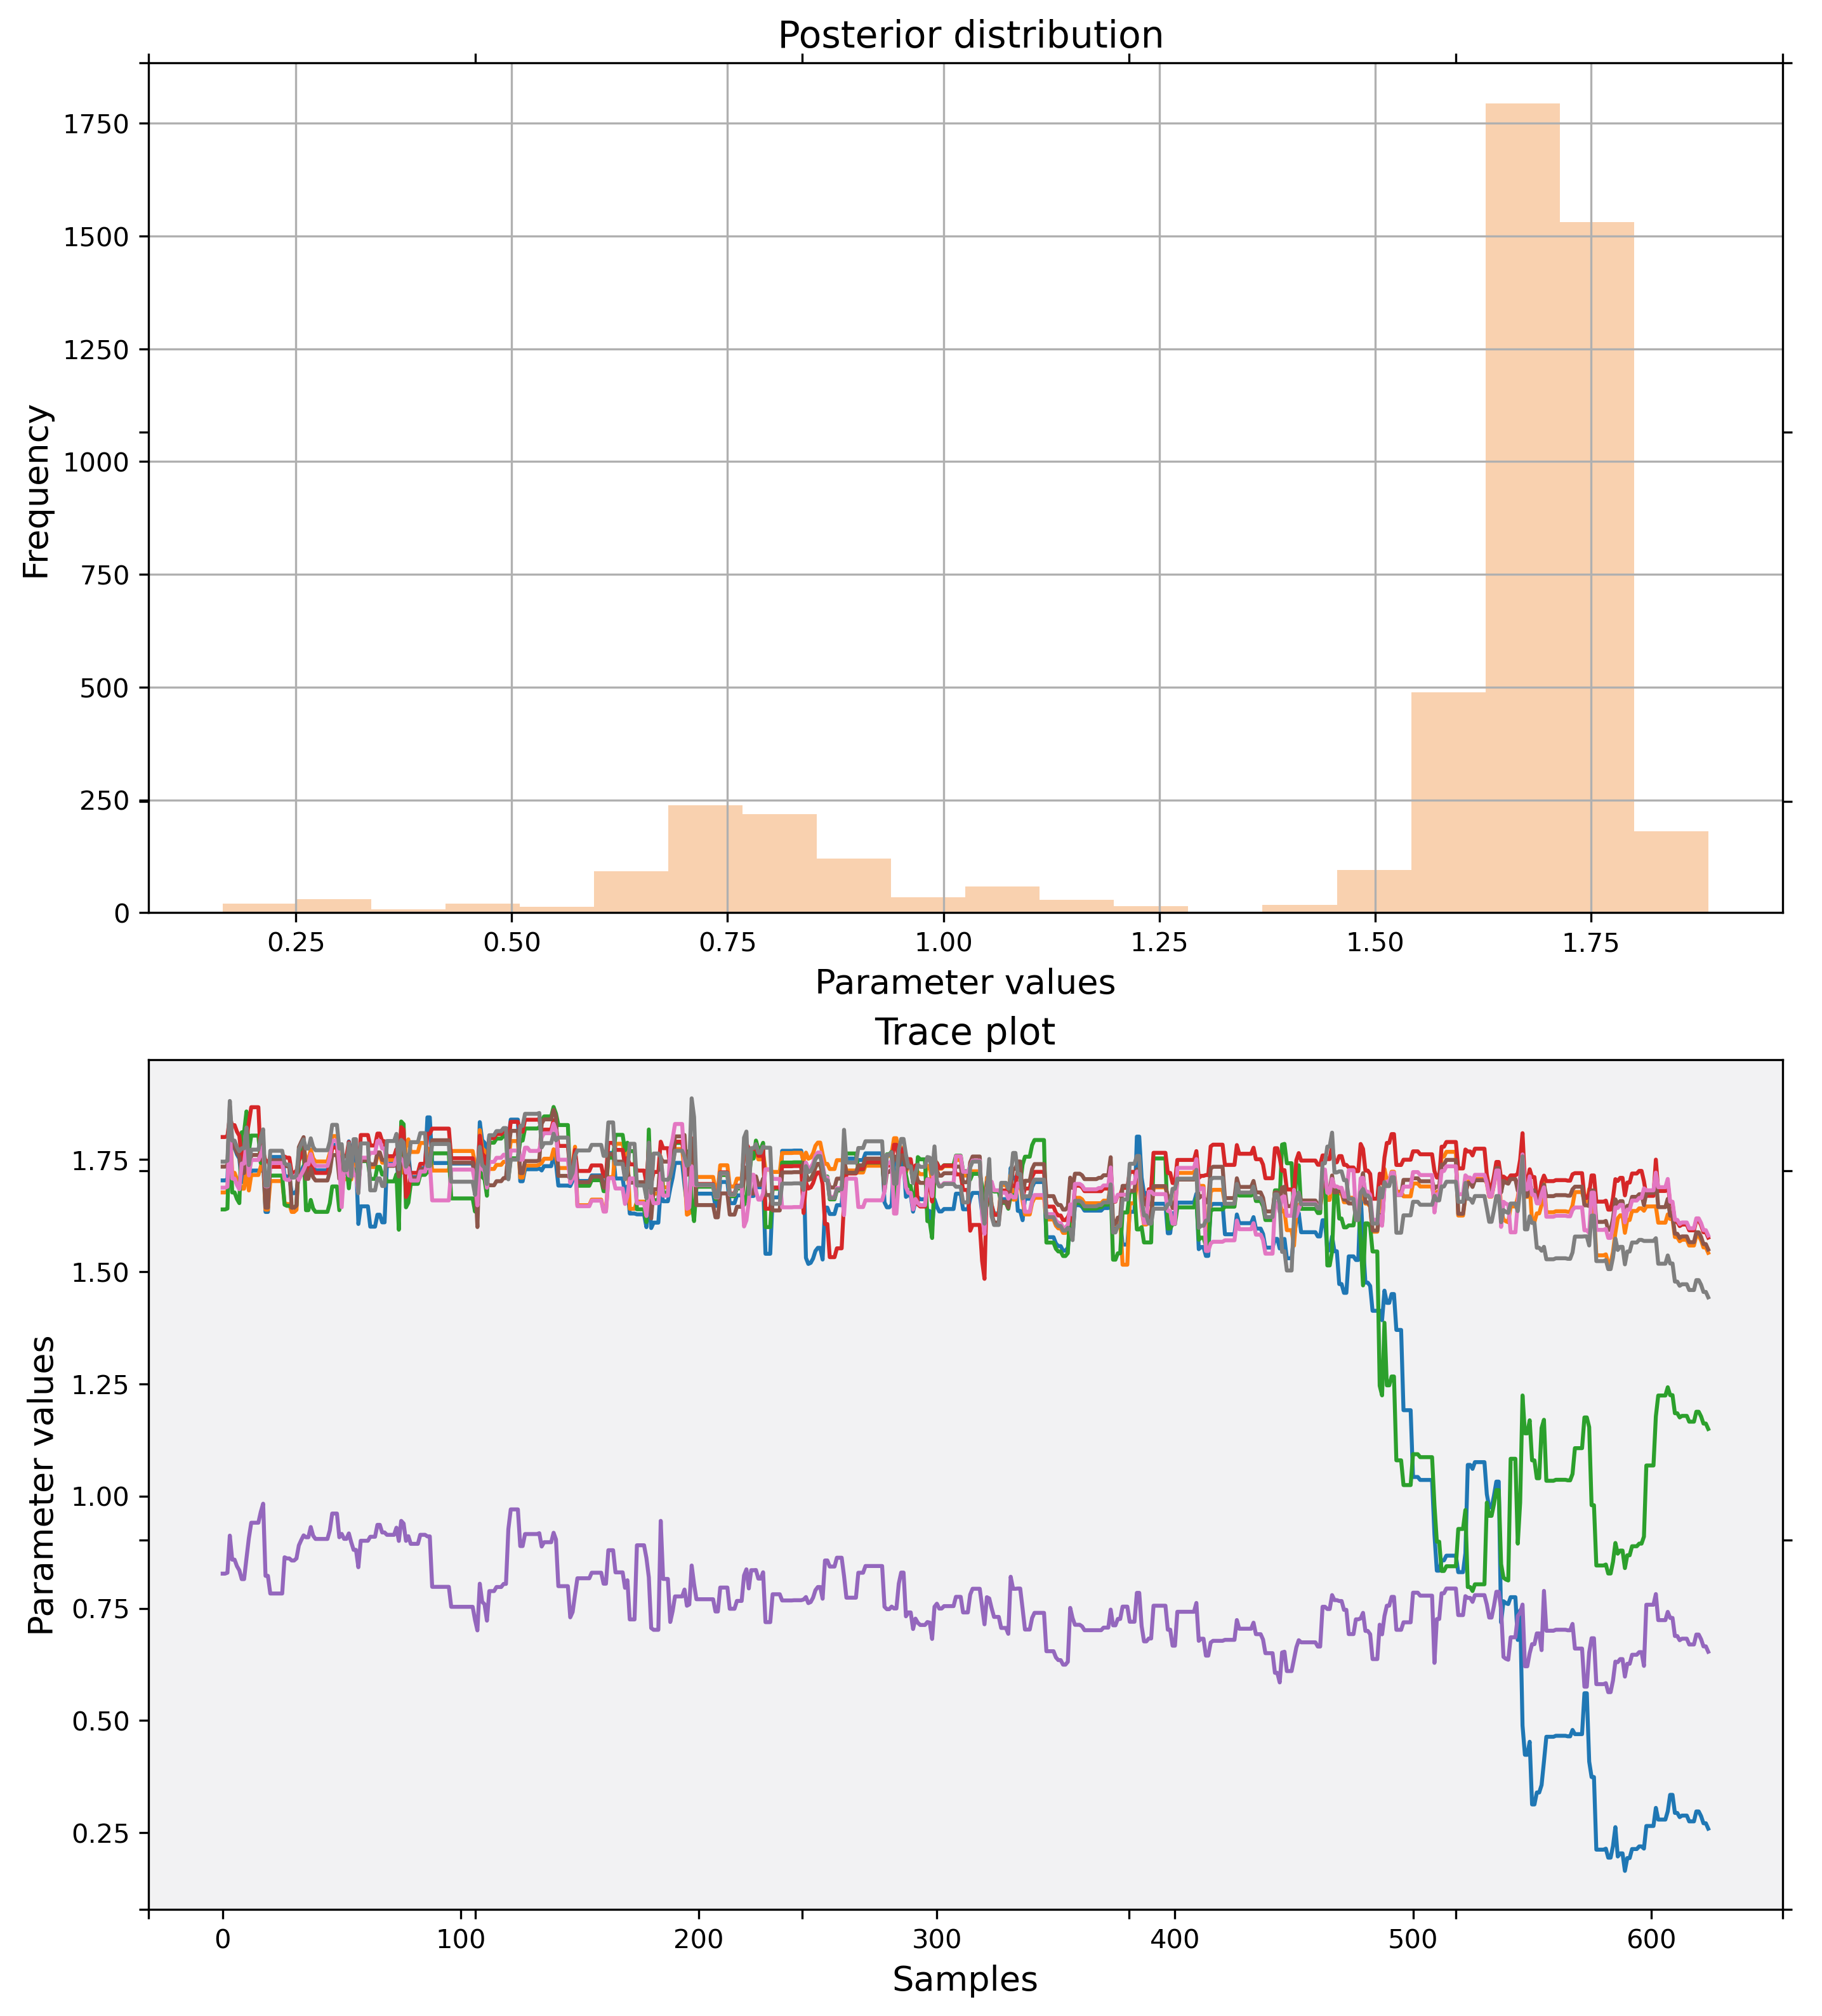 Posterior distribution
1750
1500
1250
1000
750
500
250
0
Frequency
0.25 0.50 0.75 1.00 1.25 1.50 1.75
Parameter values
Trace plot
1.75
1.50
1.25
1.00
0.75
0.50
0.25
Parameter values
0 100 200 300 400 500 600
Samples